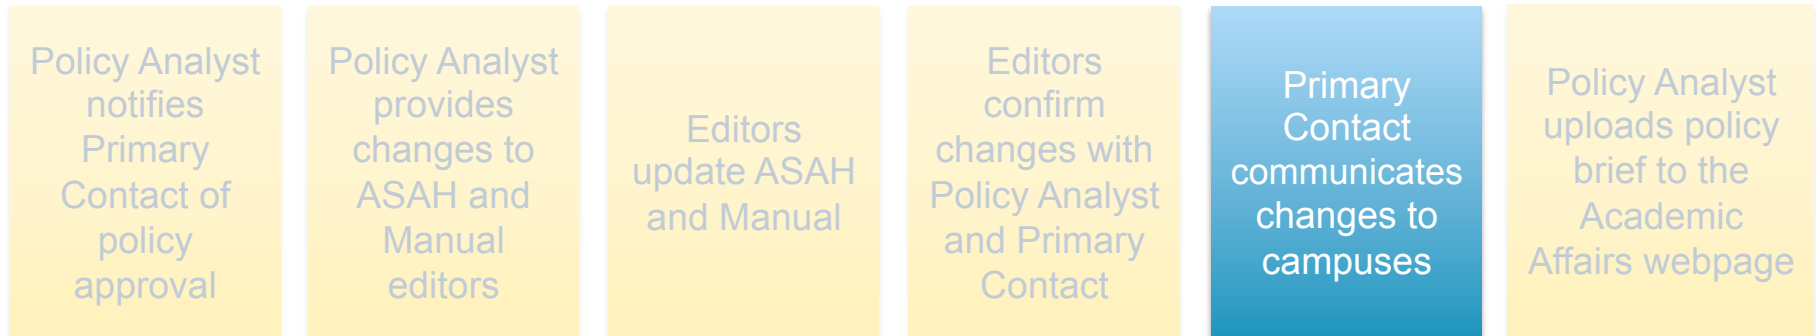 Policy Analyst
notifies
Primary
Contact of
policy
approval
Policy Analyst
provides
changes to
ASAH and
Manual
editors
Editors
update ASAH
and Manual
Editors
confirm
changes with
Policy Analyst
and Primary
Contact
Primary
Contact
communicates
changes to
campuses
Policy Analyst
uploads policy
brief to the
Academic
Affairs webpage